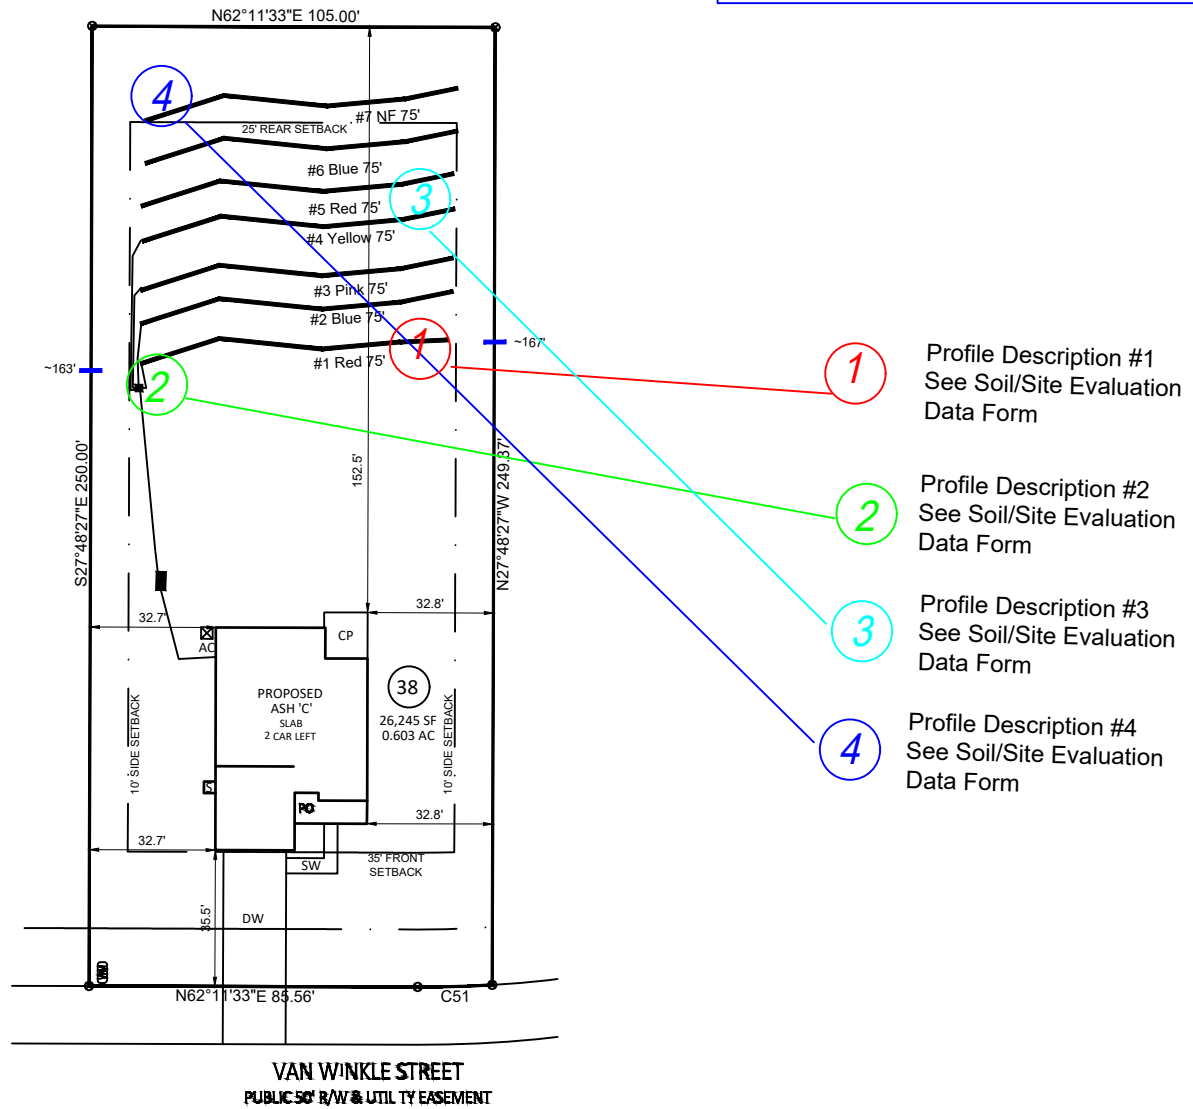 N62°11'33"E 105.00'
4
#7 NF 75'
25' REAR SETBACK
#6 Blue 75'
3
#5 Red 75'
#4 Yellow 75'
#3 Pink 75'
#2 Blue 75'
1
#1 Red 75'
~167'
~163'
2
S27°48'27"E 250.00'
152.5'
N27°48'27"W 249.37'
1
Profile Description #1
See Soil/Site Evaluation
Data Form
2
Profile Description #2
See Soil/Site Evaluation
Data Form
3
Profile Description #3
See Soil/Site Evaluation
Data Form
4
Profile Description #4
See Soil/Site Evaluation
Data Form
32.7'
32.8'
AC
CP
PROPOSED
ASH 'C'
SLAB
2 CAR LEFT
38
26,245 SF
0.603 AC
10' SIDE SETBACK
10' SIDE SETBACK
S
PO
32.7'
32.8'
SW
35' FRONT
SETBACK
35.5'
DW
N62°11'33"E 85.56'
C51
VAN WINKLE STREET
PUBLIC 50' R/W & UTIL TY EASEMENT